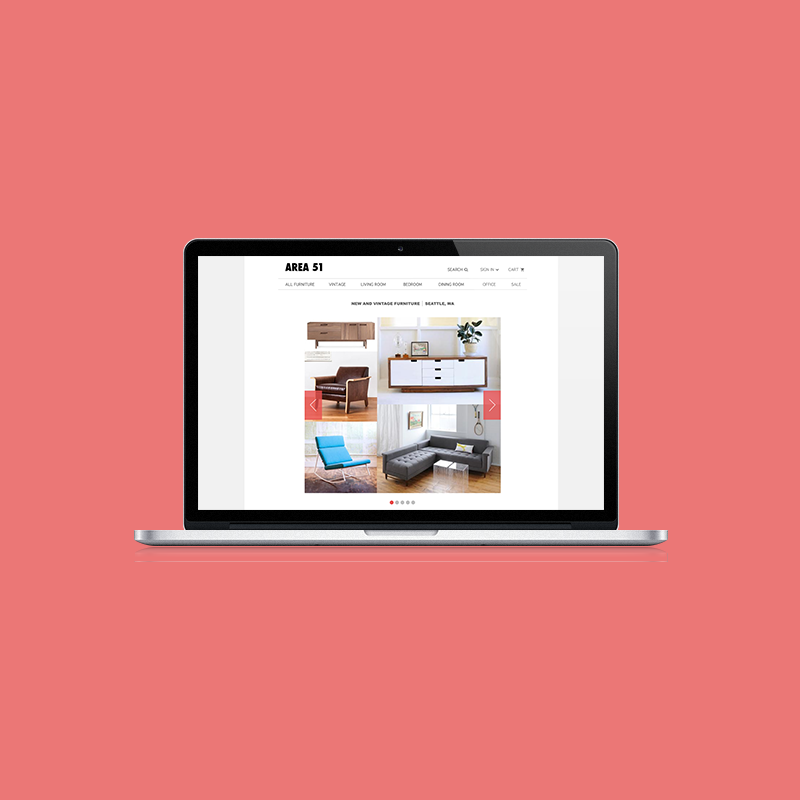 AREA 51
SEARCH
SIGN IN
CART
ALL FURNITURE VINTAGE LIVING ROOM BEDROOM DINING ROOM OFFICE SALE
NEW AND VINTAGE FURNITURE | SEATTLE, WA